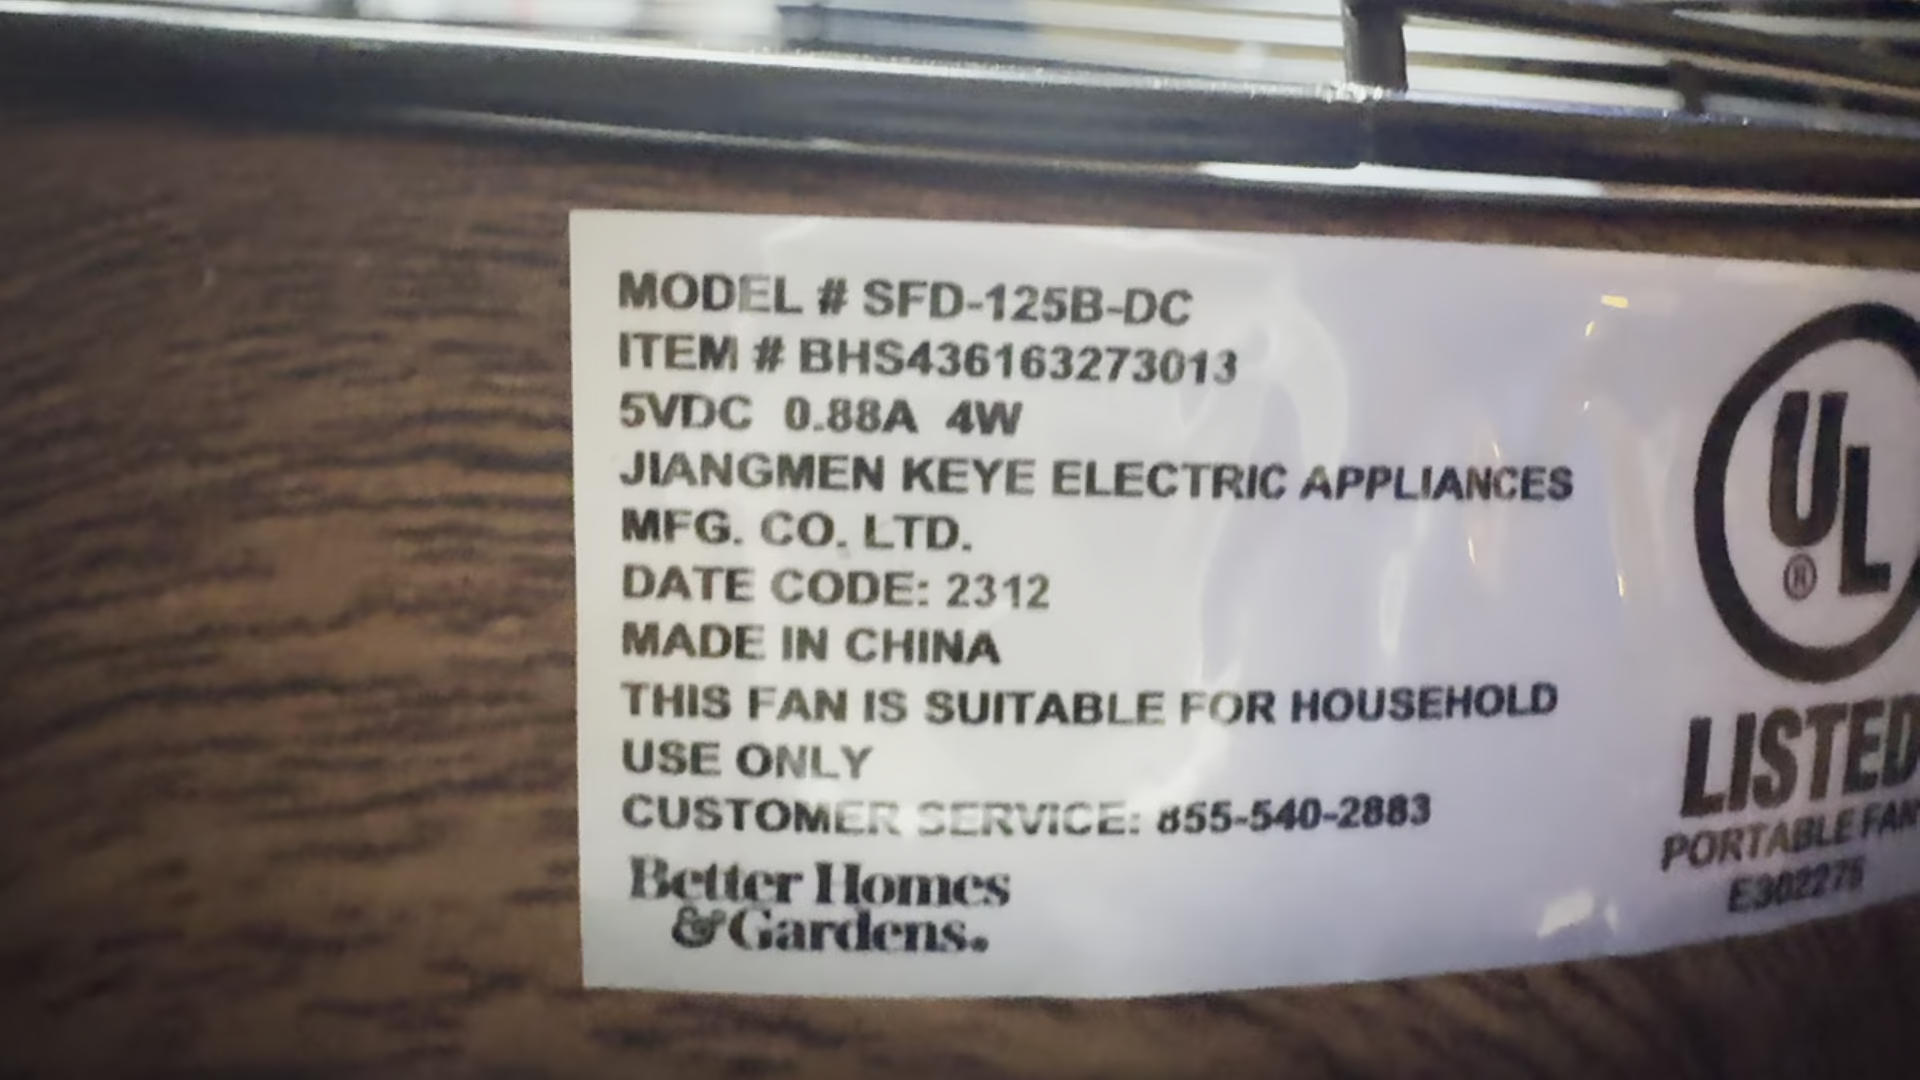 MODEL # SFD-125B-DC
ITEM # BHS436163273013
5VDC 0.88A 4W
JIANGMEN KEYE ELECTRIC APPLIANCES
MFG. CO. LTD.
DATE CODE: 2312
MADE IN CHINA
THIS FAN IS SUITABLE FOR HOUSEHOLD
USE ONLY
CUSTOMER SERVICE: 855-540-2883
Better Homes
&Gardens®
UL
®
LISTED
PORTABLE FAN
E302275